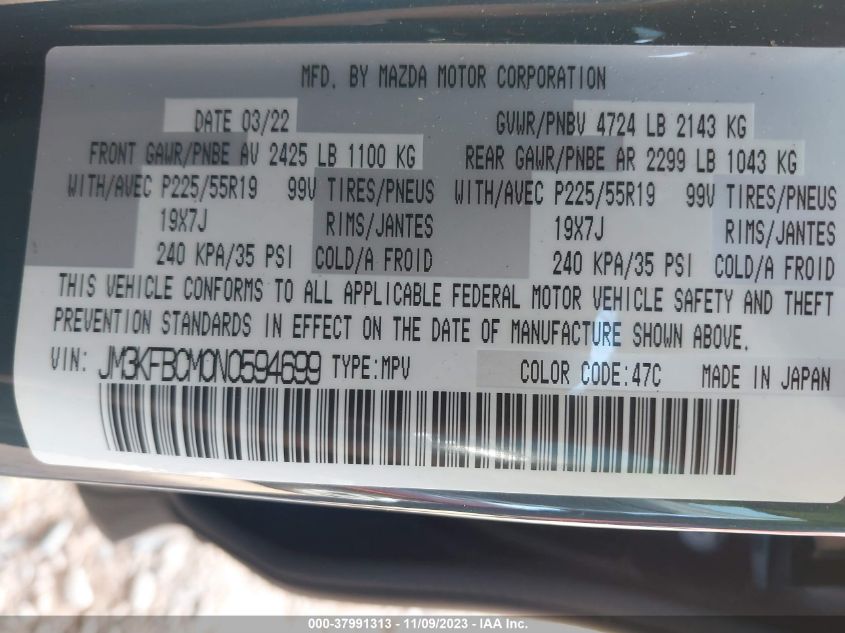 MFD. BY MAZDA MOTOR CORPORATION
DATE 03/22 GVWR/PNBV 4724 LB 2143 KG
FRONT GAWR/PNBE AV 2425 LB 1100 KG REAR GAWR/PNBE AR 2299 LB 1043 KG
WITH/AVEC P225/55R19 99V TIRES/PNEUS WITH/AVEC P225/55R19 99V TIRES/PNEUS
19X7J RIMS/JANTES 19X7J RIMS/JANTES
240 KPA/35 PSI COLD/A FROID 240 KPA/35 PSI COLD/A FROID
THIS VEHICLE CONFORMS TO ALL APPLICABLE FEDERAL MOTOR VEHICLE SAFETY AND THEFT
PREVENTION STANDARDS IN EFFECT ON THE DATE OF MANUFACTURE SHOWN ABOVE.
VIN: JM3KFBCM0N0594699 TYPE:MPV COLOR CODE:47C MADE IN JAPAN
000-37991313 - 11/09/2023 - IAA Inc.